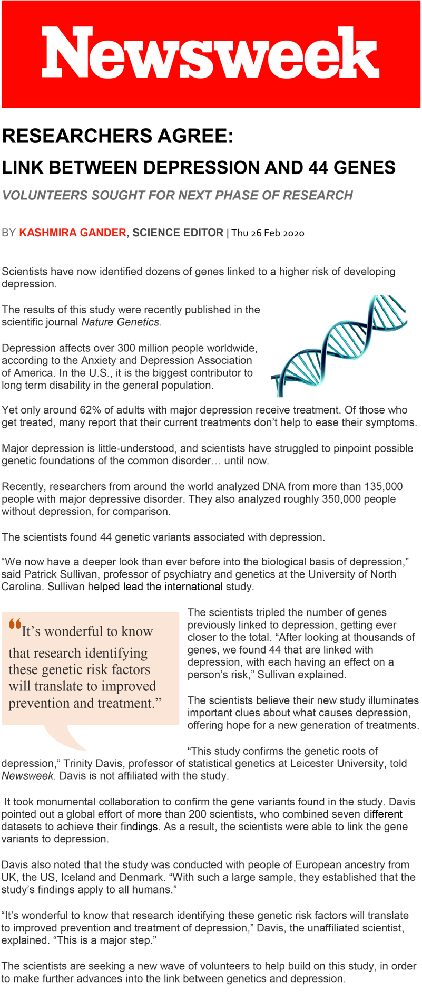 Newsweek
RESEARCHERS AGREE:
LINK BETWEEN DEPRESSION AND 44 GENES
VOLUNTEERS SOUGHT FOR NEXT PHASE OF RESEARCH
BY KASHMIRA GANDER, SCIENCE EDITOR | Thu 26 Feb 2020
Scientists have now identified dozens of genes linked to a higher risk of developing
depression.
The results of this study were recently published in the
scientific journal Nature Genetics.
Depression affects over 300 million people worldwide,
according to the Anxiety and Depression Association
of America. In the U.S., it is the biggest contributor to
long term disability in the general population.
Yet only around 62% of adults with major depression receive treatment. Of those who
get treated, many report that their current treatments don’t help to ease their symptoms.
Major depression is little-understood, and scientists have struggled to pinpoint possible
genetic foundations of the common disorder… until now.
Recently, researchers from around the world analyzed DNA from more than 135,000
people with major depressive disorder. They also analyzed roughly 350,000 people
without depression, for comparison.
The scientists found 44 genetic variants associated with depression.
“We now have a deeper look than ever before into the biological basis of depression,”
said Patrick Sullivan, professor of psychiatry and genetics at the University of North
Carolina. Sullivan helped lead the international study.
“It’s wonderful to know
that research identifying
these genetic risk factors
will translate to improved
prevention and treatment.”
The scientists tripled the number of genes
previously linked to depression, getting ever
closer to the total. “After looking at thousands of
genes, we found 44 that are linked with
depression, with each having an effect on a
person’s risk,” Sullivan explained.
The scientists believe their new study illuminates
important clues about what causes depression,
offering hope for a new generation of treatments.
“This study confirms the genetic roots of
depression,” Trinity Davis, professor of statistical genetics at Leicester University, told
Newsweek. Davis is not affiliated with the study.
It took monumental collaboration to confirm the gene variants found in the study. Davis
pointed out a global effort of more than 200 scientists, who combined seven different
datasets to achieve their findings. As a result, the scientists were able to link the gene
variants to depression.
Davis also noted that the study was conducted with people of European ancestry from
UK, the US, Iceland and Denmark. “With such a large sample, they established that the
study’s findings apply to all humans.”
“It’s wonderful to know that research identifying these genetic risk factors will translate
to improved prevention and treatment of depression,” Davis, the unaffiliated scientist,
explained. “This is a major step.”
The scientists are seeking a new wave of volunteers to help build on this study, in order
to make further advances into the link between genetics and depression.